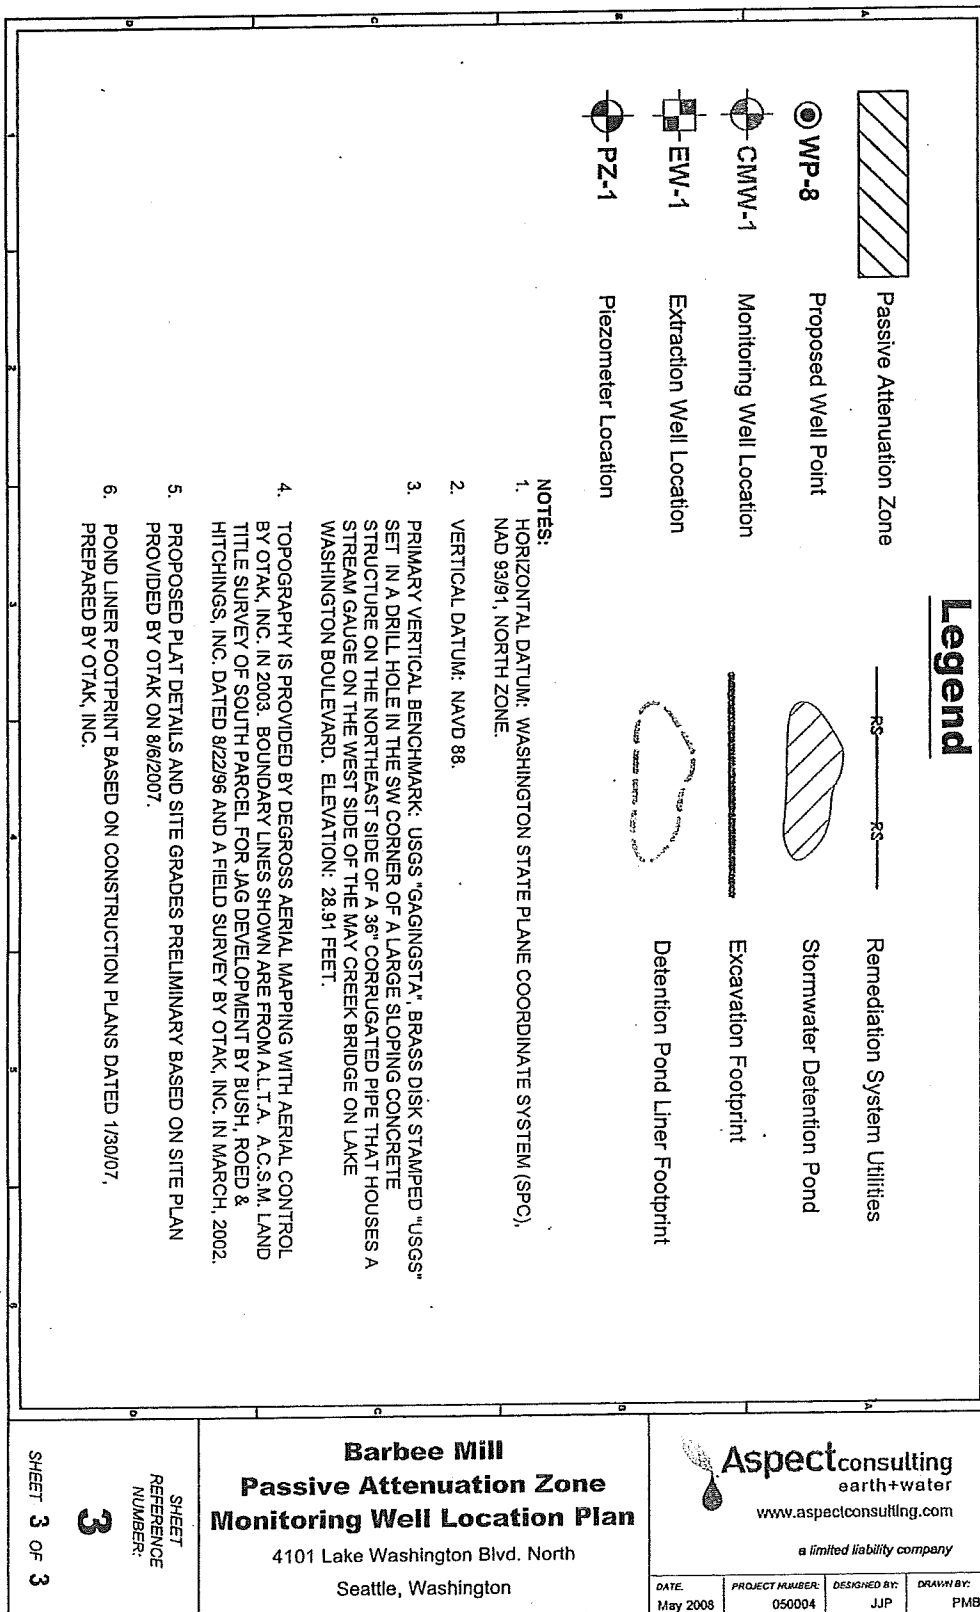 Legend
Passive Attenuation Zone
WP-8 Proposed Well Point
CMW-1 Monitoring Well Location
EW-1 Extraction Well Location
PZ-1 Piezometer Location
RS RS Remediation System Utilities
Stormwater Detention Pond
Excavation Footprint
Detention Pond Liner Footprint
NOTES:
1. HORIZONTAL DATUM: WASHINGTON STATE PLANE COORDINATE SYSTEM (SPC),
NAD 93/91, NORTH ZONE.
2. VERTICAL DATUM: NAVD 88.
3. PRIMARY VERTICAL BENCHMARK: USGS "GAGINGSTA", BRASS DISK STAMPED "USGS"
SET IN A DRILL HOLE IN THE SW CORNER OF A LARGE SLOPING CONCRETE
STRUCTURE ON THE NORTHEAST SIDE OF A 36" CORRUGATED PIPE THAT HOUSES A
STREAM GAUGE ON THE WEST SIDE OF THE MAY CREEK BRIDGE ON LAKE
WASHINGTON BOULEVARD. ELEVATION: 28.91 FEET.
4. TOPOGRAPHY IS PROVIDED BY DEGROSS AERIAL MAPPING WITH AERIAL CONTROL
BY OTAK, INC. IN 2003. BOUNDARY LINES SHOWN ARE FROM A.L.T.A. A.C.S.M. LAND
TITLE SURVEY OF SOUTH PARCEL FOR JAG DEVELOPMENT BY BUSH, ROED &
HITCHINGS, INC. DATED 8/22/96 AND A FIELD SURVEY BY OTAK, INC. IN MARCH, 2002.
5. PROPOSED PLAT DETAILS AND SITE GRADES PRELIMINARY BASED ON SITE PLAN
PROVIDED BY OTAK ON 8/6/2007.
6. POND LINER FOOTPRINT BASED ON CONSTRUCTION PLANS DATED 1/30/07,
PREPARED BY OTAK, INC.
1 2 3 4 5 6
A B C D
A B C D
Aspectconsulting
earth+water
www.aspectconsulting.com
a limited liability company
DATE: PROJECT NUMBER: DESIGNED BY: DRAWN BY:
May 2008 050004 JJP PMB
Barbee Mill
Passive Attenuation Zone
Monitoring Well Location Plan
4101 Lake Washington Blvd. North
Seattle, Washington
SHEET
REFERENCE
NUMBER:
3
SHEET 3 OF 3